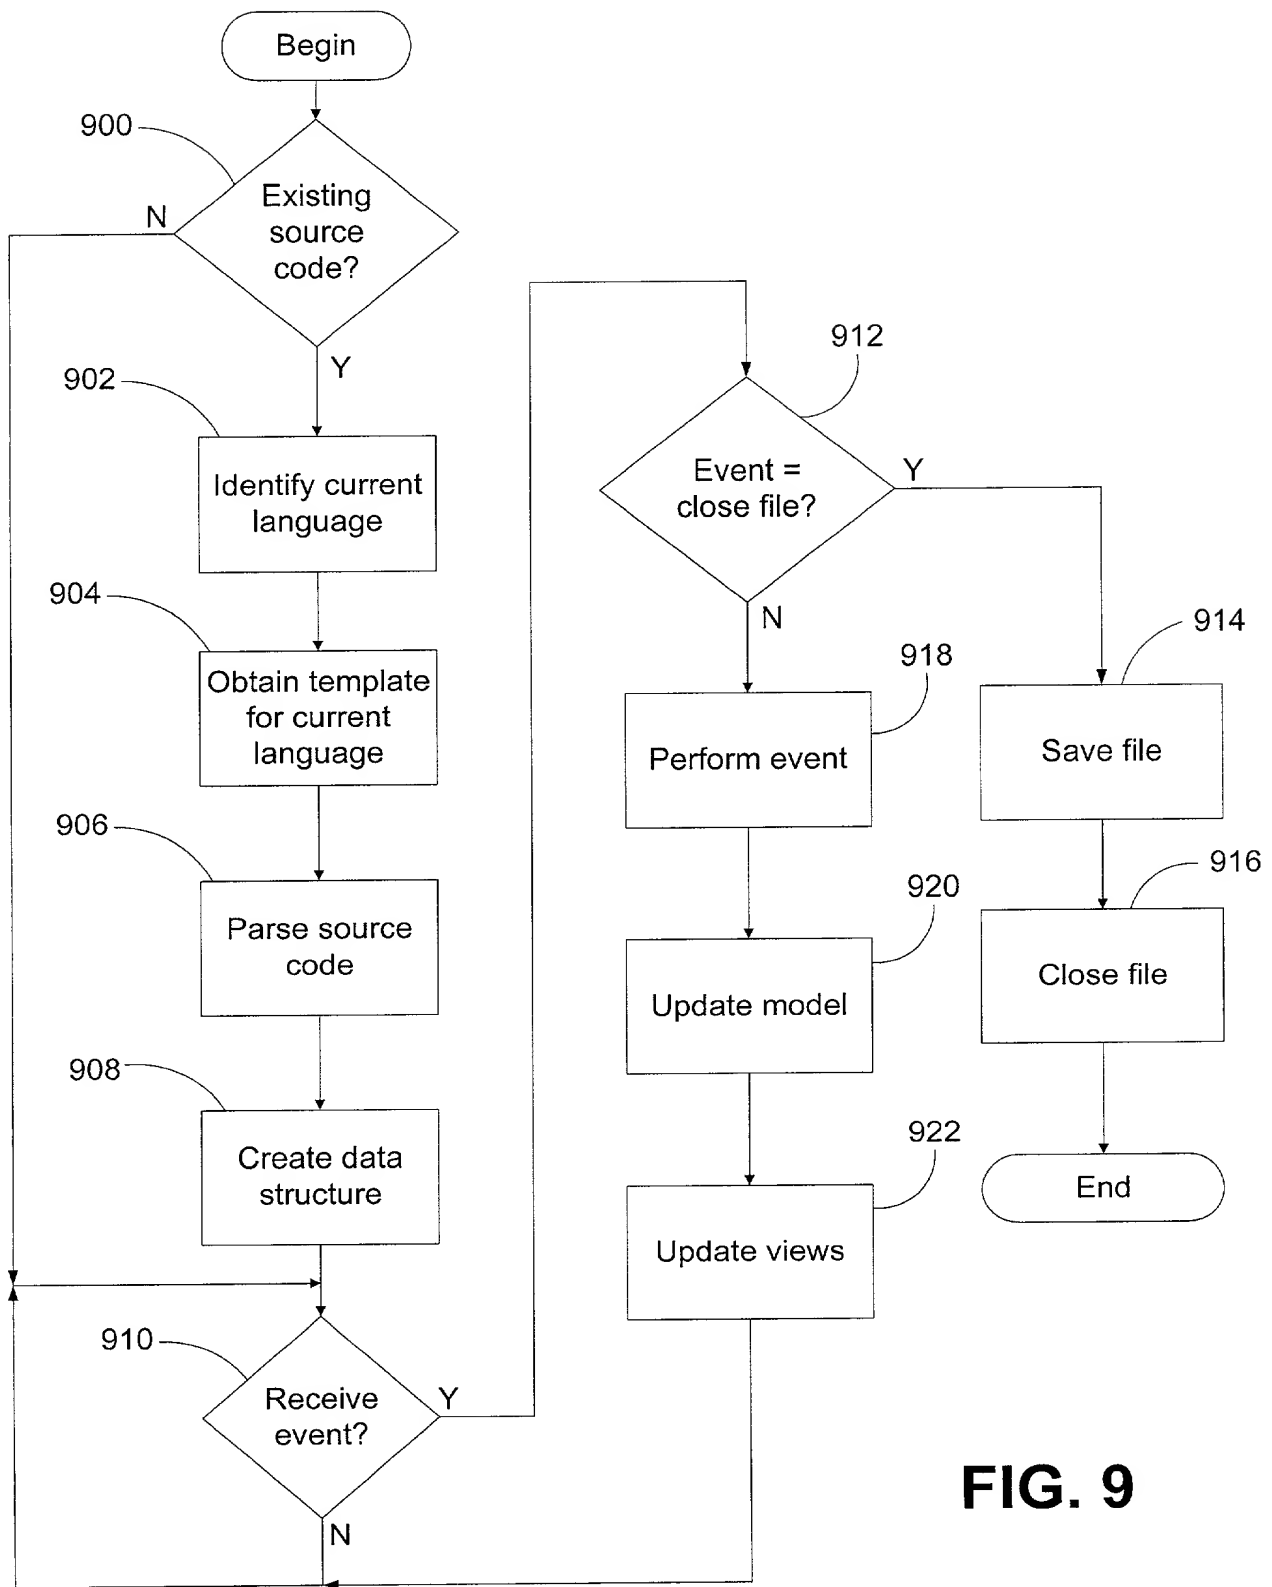 Begin
900
Existing
source
code?
N
Y
902
Identify current
language
904
Obtain template
for current
language
906
Parse source
code
908
Create data
structure
910
Receive
event?
Y
N
912
Event =
close file?
Y
N
918
Perform event
920
Update model
922
Update views
914
Save file
916
Close file
End
FIG. 9